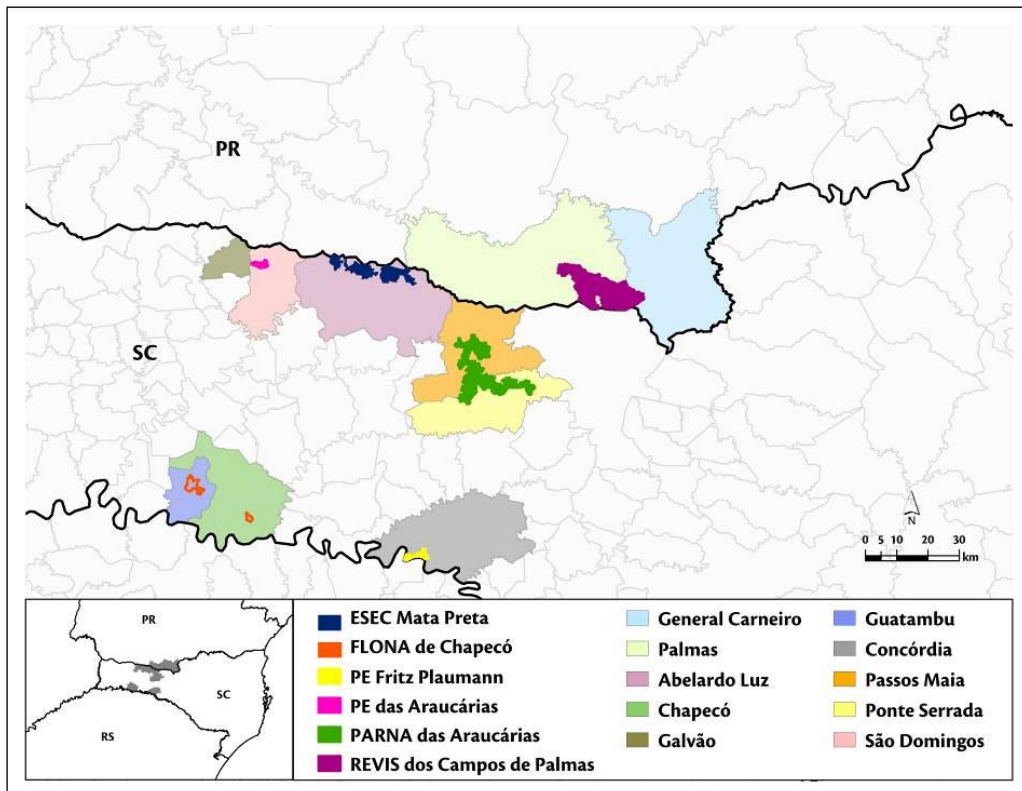 PR
SC
N
0 5 10 20 30
km
PR
SC
RS
ESEC Mata Preta
FLONA de Chapecó
PE Fritz Plaumann
PE das Araucárias
PARNA das Araucárias
REVIS dos Campos de Palmas
General Carneiro
Palmas
Abelardo Luz
Chapecó
Galvão
Guatambu
Concórdia
Passos Maia
Ponte Serrada
São Domingos